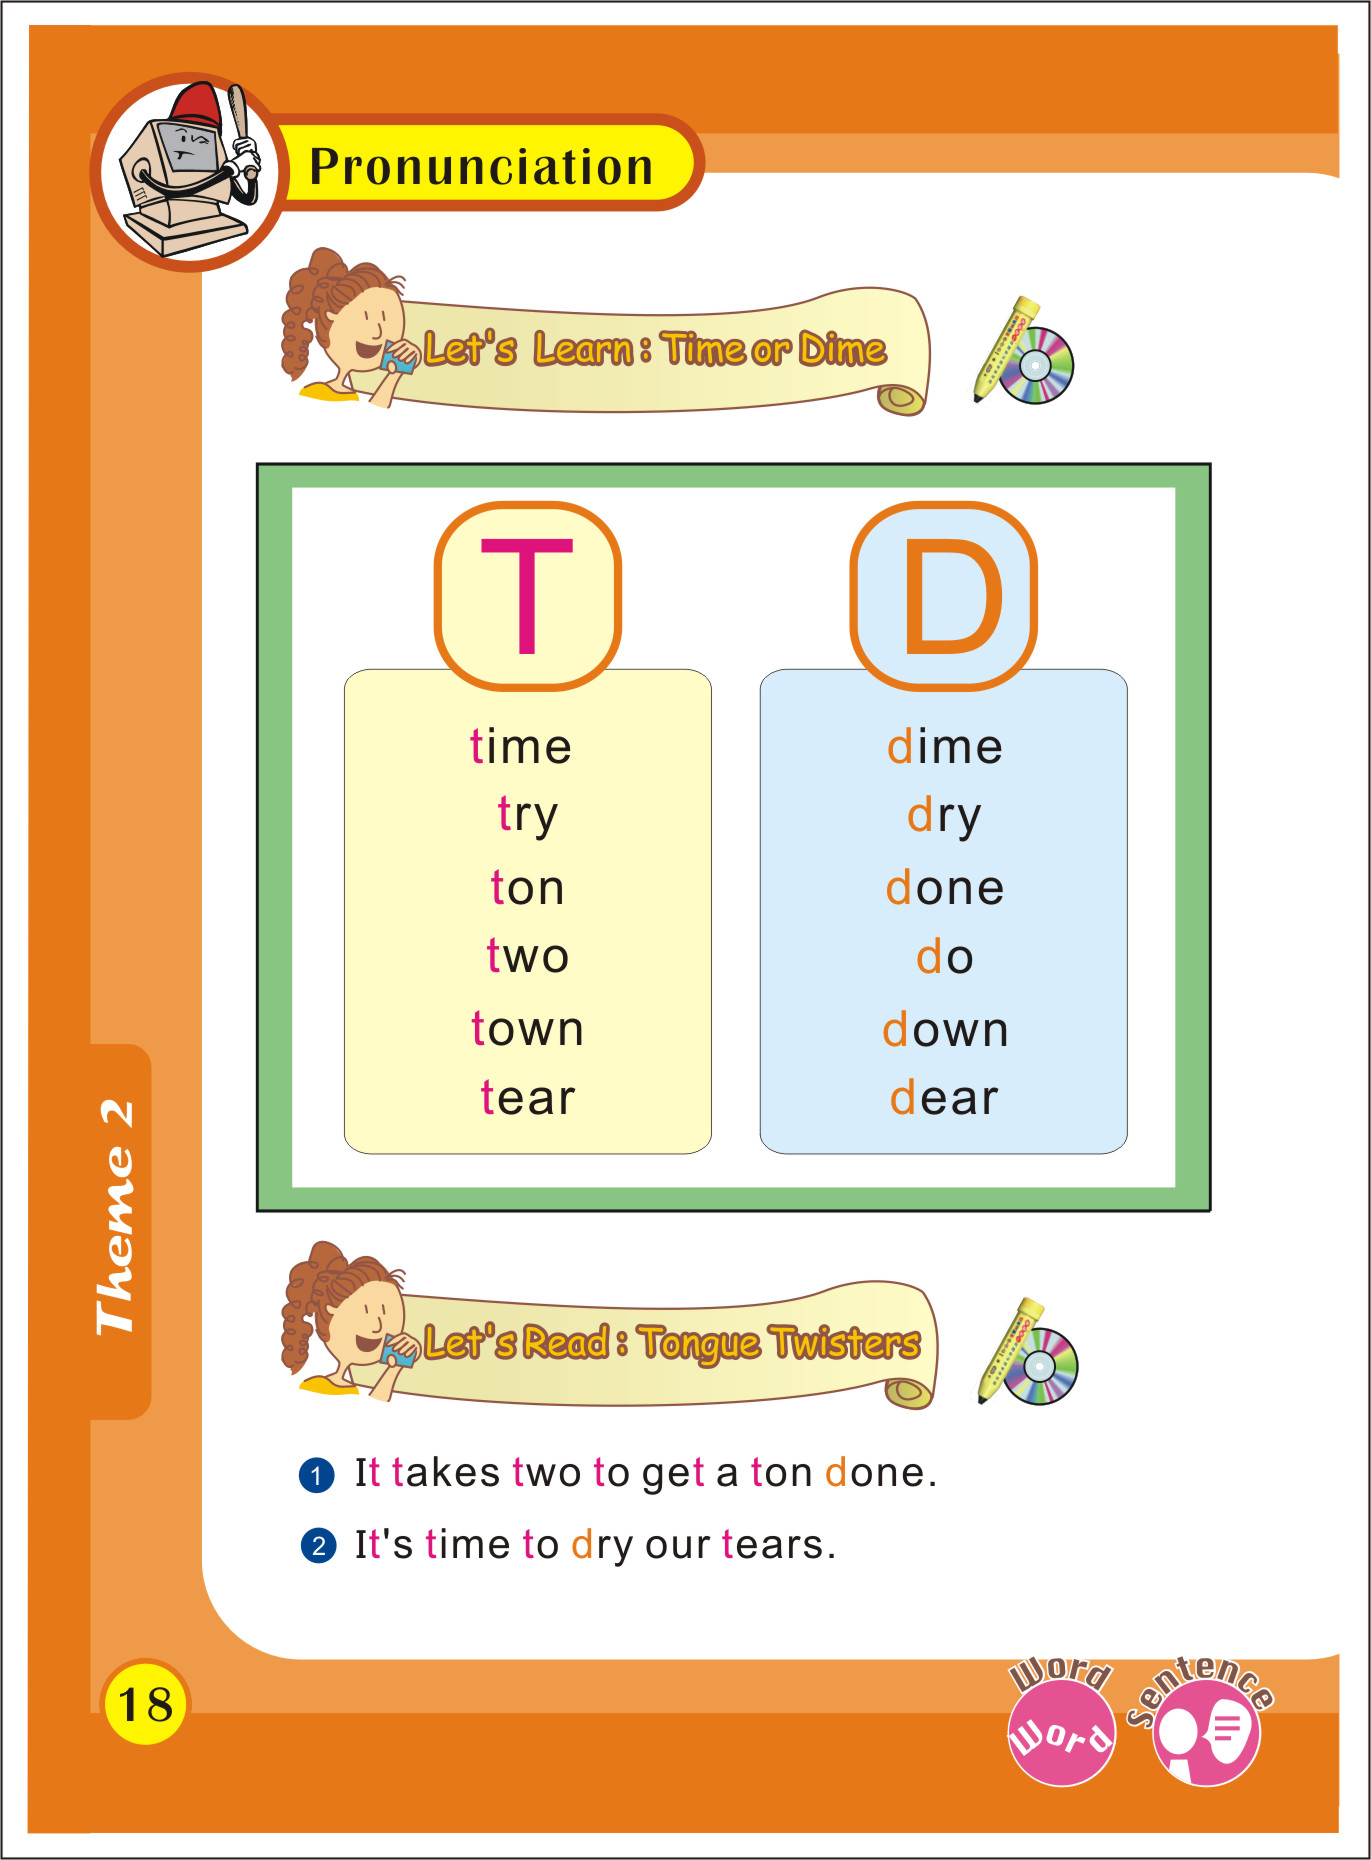 Pronunciation
Let's Learn : Time or Dime
T
time
try
ton
two
town
tear
D
dime
dry
done
do
down
dear
Theme 2
Let's Read : Tongue Twisters
1 It takes two to get a ton done.
2 It's time to dry our tears.
18
Word
Word
Sentence